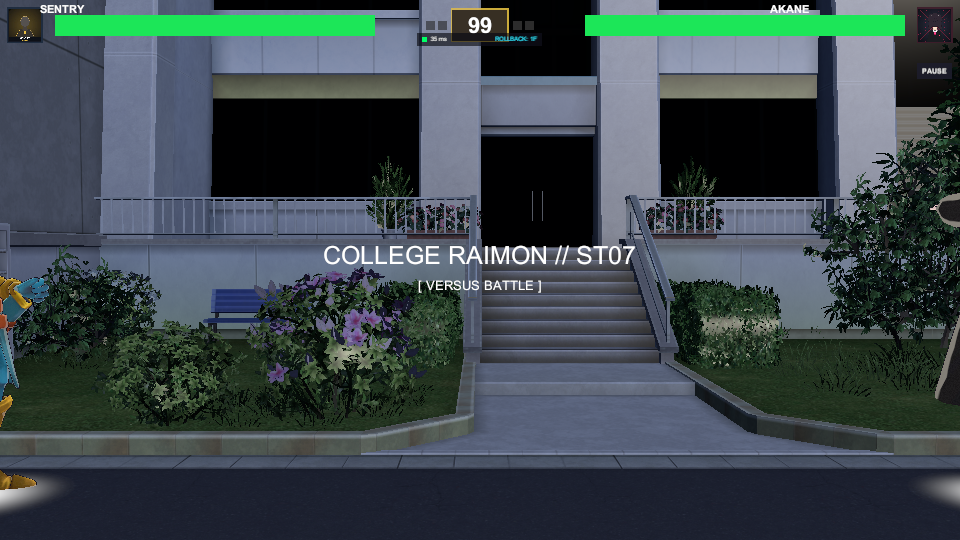 SENTRY
99
AKANE
35 ms
ROLLBACK: 1F
PAUSE
COLLEGE RAIMON // ST07
[ VERSUS BATTLE ]